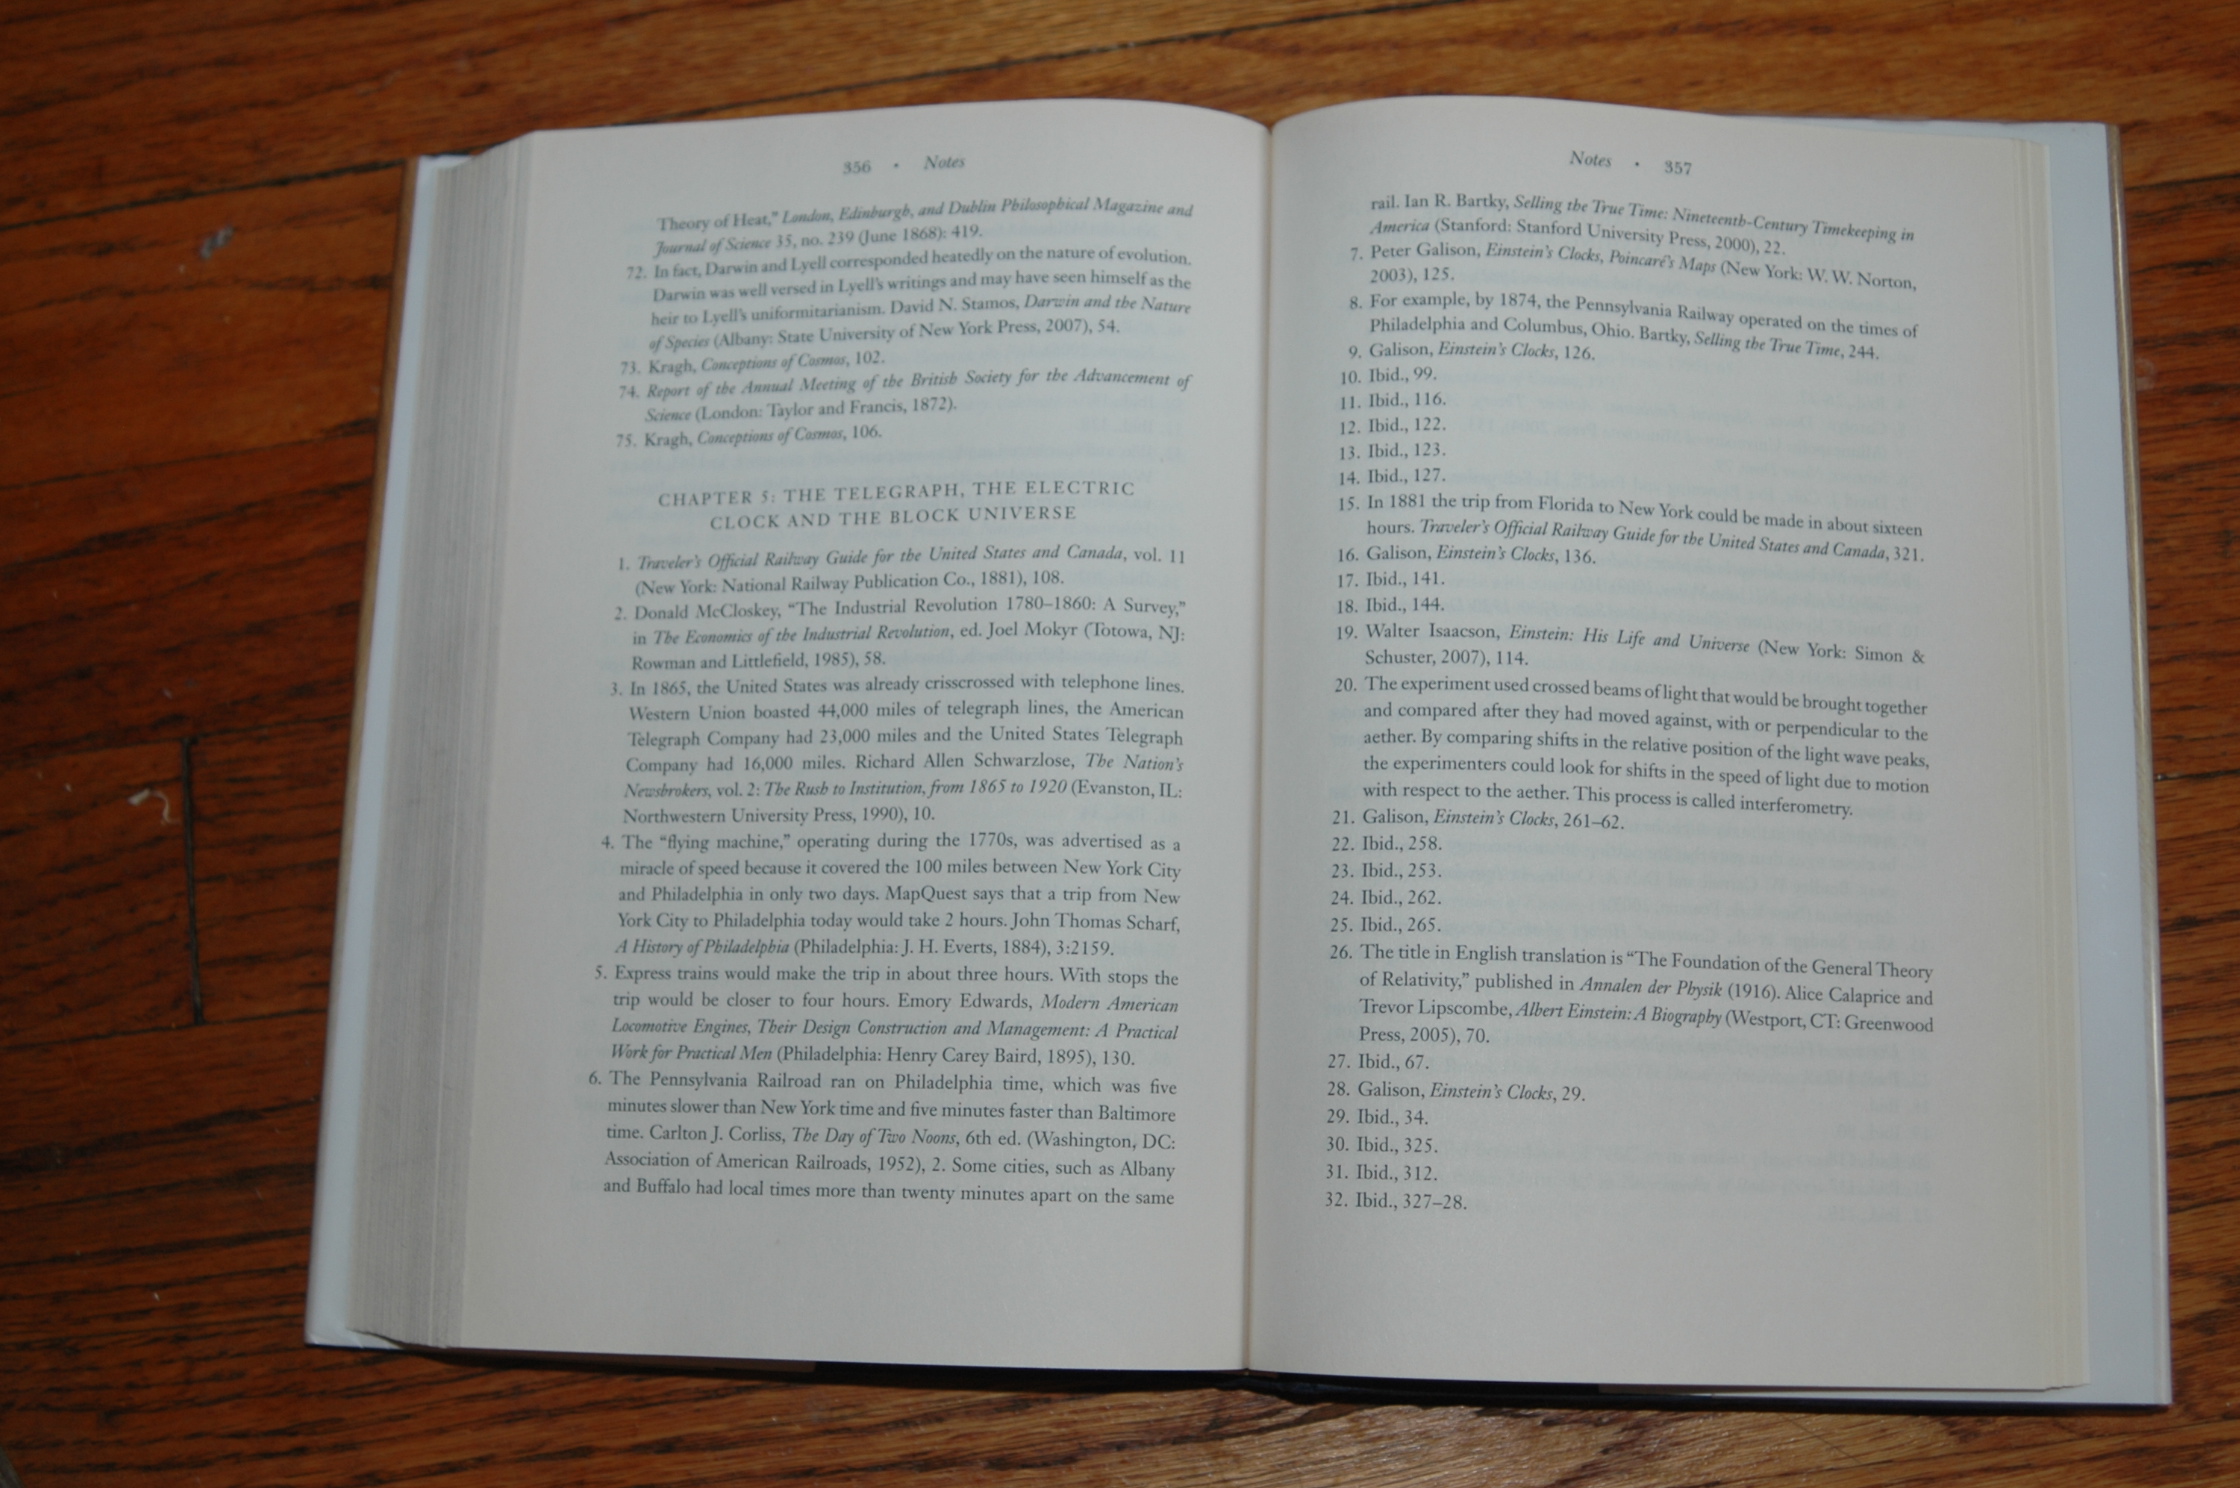 356 • Notes
Theory of Heat," London, Edinburgh, and Dublin Philosophical Magazine and
Journal of Science 35, no. 239 (June 1868): 419.
72. In fact, Darwin and Lyell corresponded heatedly on the nature of evolution.
Darwin was well versed in Lyell's writings and may have seen himself as the
heir to Lyell's uniformitarianism. David N. Stamos, Darwin and the Nature
of Species (Albany: State University of New York Press, 2007), 54.
73. Kragh, Conceptions of Cosmos, 102.
74. Report of the Annual Meeting of the British Society for the Advancement of
Science (London: Taylor and Francis, 1872).
75. Kragh, Conceptions of Cosmos, 106.
CHAPTER 5: THE TELEGRAPH, THE ELECTRIC
CLOCK AND THE BLOCK UNIVERSE
1. Traveler's Official Railway Guide for the United States and Canada, vol. 11
(New York: National Railway Publication Co., 1881), 108.
2. Donald McCloskey, "The Industrial Revolution 1780–1860: A Survey,"
in The Economics of the Industrial Revolution, ed. Joel Mokyr (Totowa, NJ:
Rowman and Littlefield, 1985), 58.
3. In 1865, the United States was already crisscrossed with telephone lines.
Western Union boasted 44,000 miles of telegraph lines, the American
Telegraph Company had 23,000 miles and the United States Telegraph
Company had 16,000 miles. Richard Allen Schwarzlose, The Nation's
Newsbrokers, vol. 2: The Rush to Institution, from 1865 to 1920 (Evanston, IL:
Northwestern University Press, 1990), 10.
4. The "flying machine," operating during the 1770s, was advertised as a
miracle of speed because it covered the 100 miles between New York City
and Philadelphia in only two days. MapQuest says that a trip from New
York City to Philadelphia today would take 2 hours. John Thomas Scharf,
A History of Philadelphia (Philadelphia: J. H. Everts, 1884), 3:2159.
5. Express trains would make the trip in about three hours. With stops the
trip would be closer to four hours. Emory Edwards, Modern American
Locomotive Engines, Their Design Construction and Management: A Practical
Work for Practical Men (Philadelphia: Henry Carey Baird, 1895), 130.
6. The Pennsylvania Railroad ran on Philadelphia time, which was five
minutes slower than New York time and five minutes faster than Baltimore
time. Carlton J. Corliss, The Day of Two Noons, 6th ed. (Washington, DC:
Association of American Railroads, 1952), 2. Some cities, such as Albany
and Buffalo had local times more than twenty minutes apart on the same
Notes • 357
rail. Ian R. Bartky, Selling the True Time: Nineteenth-Century Timekeeping in
America (Stanford: Stanford University Press, 2000), 22.
7. Peter Galison, Einstein's Clocks, Poincaré's Maps (New York: W. W. Norton,
2003), 125.
8. For example, by 1874, the Pennsylvania Railway operated on the times of
Philadelphia and Columbus, Ohio. Bartky, Selling the True Time, 244.
9. Galison, Einstein's Clocks, 126.
10. Ibid., 99.
11. Ibid., 116.
12. Ibid., 122.
13. Ibid., 123.
14. Ibid., 127.
15. In 1881 the trip from Florida to New York could be made in about sixteen
hours. Traveler's Official Railway Guide for the United States and Canada, 321.
16. Galison, Einstein's Clocks, 136.
17. Ibid., 141.
18. Ibid., 144.
19. Walter Isaacson, Einstein: His Life and Universe (New York: Simon &
Schuster, 2007), 114.
20. The experiment used crossed beams of light that would be brought together
and compared after they had moved against, with or perpendicular to the
aether. By comparing shifts in the relative position of the light wave peaks,
the experimenters could look for shifts in the speed of light due to motion
with respect to the aether. This process is called interferometry.
21. Galison, Einstein's Clocks, 261–62.
22. Ibid., 258.
23. Ibid., 253.
24. Ibid., 262.
25. Ibid., 265.
26. The title in English translation is "The Foundation of the General Theory
of Relativity," published in Annalen der Physik (1916). Alice Calaprice and
Trevor Lipscombe, Albert Einstein: A Biography (Westport, CT: Greenwood
Press, 2005), 70.
27. Ibid., 67.
28. Galison, Einstein's Clocks, 29.
29. Ibid., 34.
30. Ibid., 325.
31. Ibid., 312.
32. Ibid., 327–28.